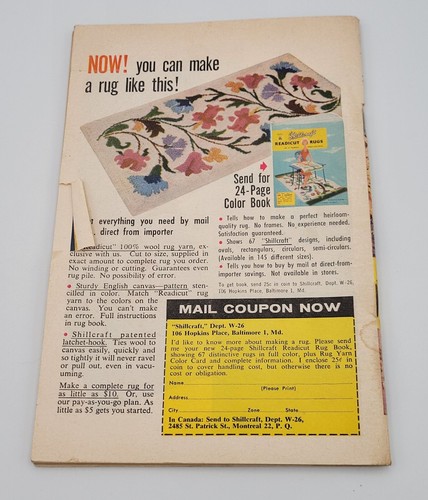 NOW! you can make
a rug like this!
Shillcraft
READICUT RUGS
Send for
24-Page
Color Book
everything you need by mail
direct from importer
"Readicut" 100% wool rug yarn, ex-
clusive with us. Cut to size, supplied in
exact amount to complete rug you order.
No winding or cutting. Guarantees even
rug pile. No possibility of error.
• Sturdy English canvas—pattern sten-
cilled in color. Match "Readicut" rug
yarn to the colors on the
canvas. You can't make
an error. Full instructions
in rug book.
• Shillcraft patented
latchet-hook. Ties wool to
canvas easily, quickly and
so tightly it will never ravel
or pull out, even in vacu-
uming.
Make a complete rug for
as little as $10. Or, use
our pay-as-you-go plan. As
little as $5 gets you started.
• Tells how to make a perfect heirloom-
quality rug. No frames. No experience needed.
Satisfaction guaranteed.
• Shows 67 "Shillcraft" designs, including
ovals, rectangulars, circulars, semi-circulars.
(Available in 145 different sizes).
• Tells you how to buy by mail at direct-from-
importer savings. Not available in stores.
To get book, send 25c in coin to Shillcraft, Dept. W-26,
106 Hopkins Place, Baltimore 1, Md.
MAIL COUPON NOW
"Shillcraft," Dept. W-26
106 Hopkins Place, Baltimore 1, Md.
I'd like to know more about making a rug. Please send
me your new 24-page Shillcraft Readicut Rug Book,
showing 67 distinctive rugs in full color, plus Rug Yarn
Color Card and complete information. I enclose 25¢ in
coin to cover handling cost, but otherwise there is no
cost or obligation.
Name
(Please Print)
Address
City Zone State
In Canada: Send to Shillcraft, Dept. W-26,
2485 St. Patrick St., Montreal 22, P. Q.